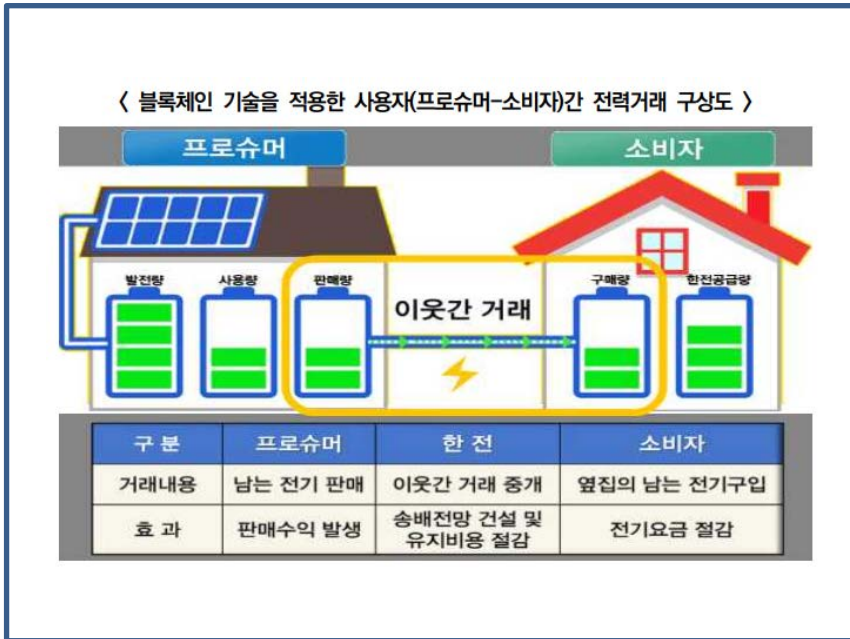 < 블록체인 기술을 적용한 사용자(프로슈머-소비자)간 전력거래 구상도 >
프로슈머
소비자
발전량
사용량
판매량
이웃간 거래
구매량
한전공급량
구 분
프로슈머
한 전
소비자
거래내용
남는 전기 판매
이웃간 거래 중개
옆집의 남는 전기구입
효 과
판매수익 발생
송배전망 건설 및
유지비용 절감
전기요금 절감